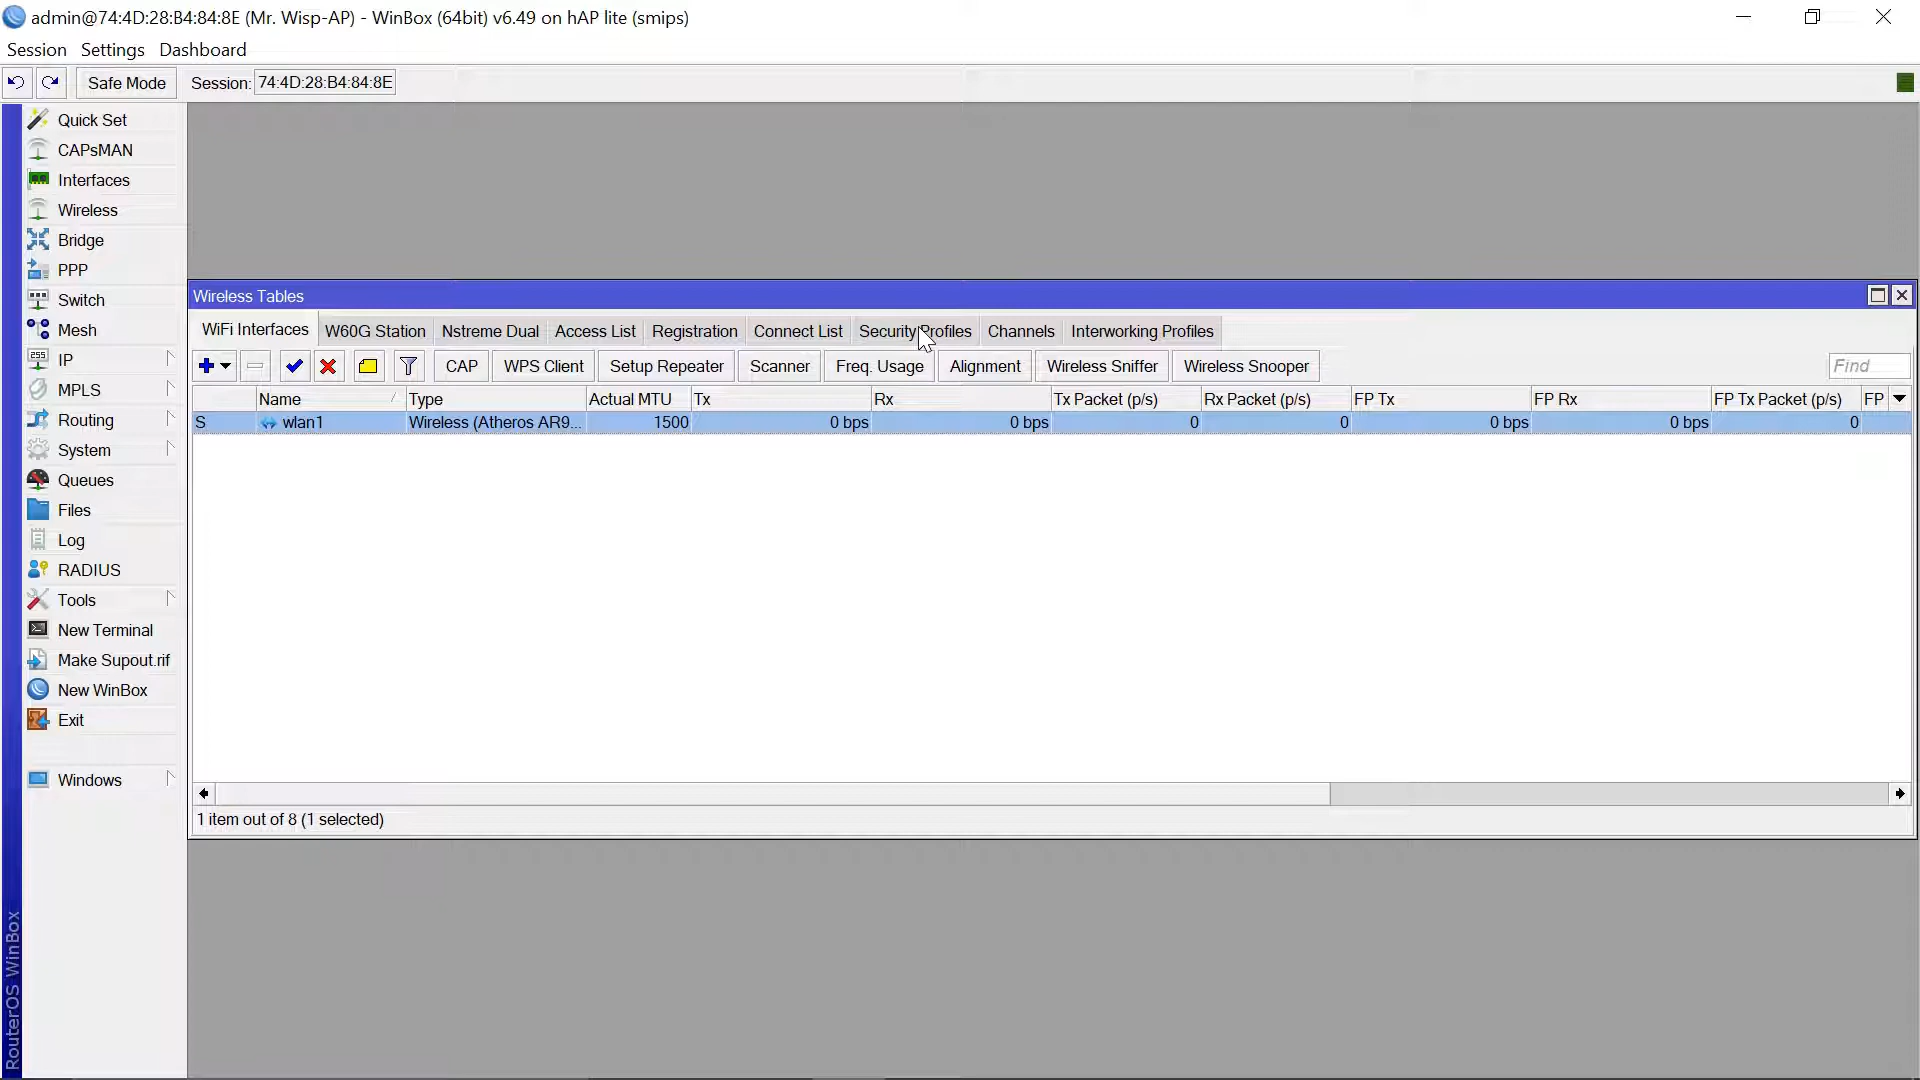 admin@74:4D:28:B4:84:8E (Mr. Wisp-AP) - WinBox (64bit) v6.49 on hAP lite (smips)
Session Settings Dashboard
Safe Mode Session: 74:4D:28:B4:84:8E
Quick Set
CAPsMAN
Interfaces
Wireless
Bridge
PPP
Switch
Mesh
IP
MPLS
Routing
System
Queues
Files
Log
RADIUS
Tools
New Terminal
Make Supout.rif
New WinBox
Exit
Windows
RouterOS WinBox
Wireless Tables
WiFi Interfaces W60G Station Nstreme Dual Access List Registration Connect List Security Profiles Channels Interworking Profiles
CAP WPS Client Setup Repeater Scanner Freq. Usage Alignment Wireless Sniffer Wireless Snooper Find
Name Type Actual MTU Tx Rx Tx Packet (p/s) Rx Packet (p/s) FP Tx FP Rx FP Tx Packet (p/s) FP
S wlan1 Wireless (Atheros AR9... 1500 0 bps 0 bps 0 0 0 bps 0 bps 0
1 item out of 8 (1 selected)